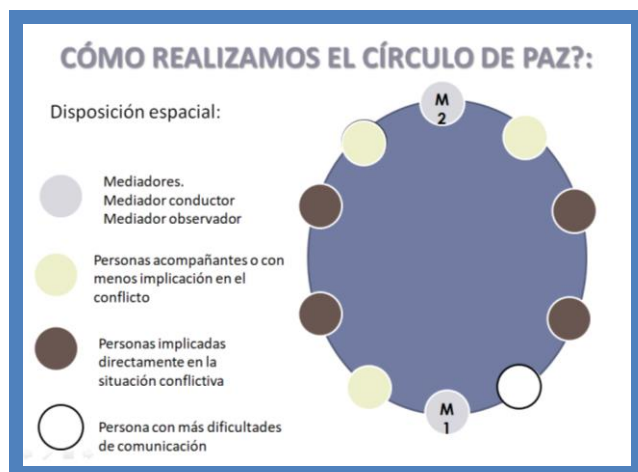 CÓMO REALIZAMOS EL CÍRCULO DE PAZ?:
Disposición espacial:
Mediadores.
Mediador conductor
Mediador observador
Personas acompañantes o con
menos implicación en el
conflicto
Personas implicadas
directamente en la
situación conflictiva
Persona con más dificultades
de comunicación
M
2
M
1